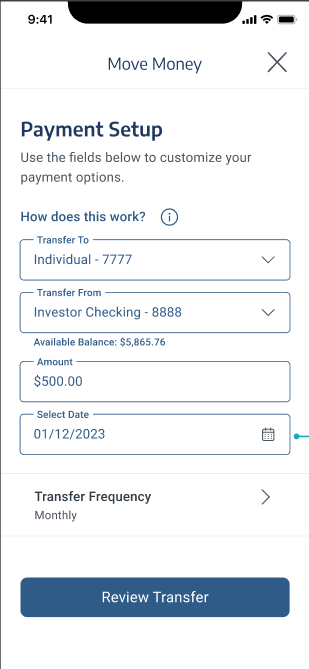 9:41
Move Money
Payment Setup
Use the fields below to customize your
payment options.
How does this work?
Transfer To
Individual - 7777
Transfer From
Investor Checking - 8888
Available Balance: $5,865.76
Amount
$500.00
Select Date
01/12/2023
Transfer Frequency
Monthly
Review Transfer